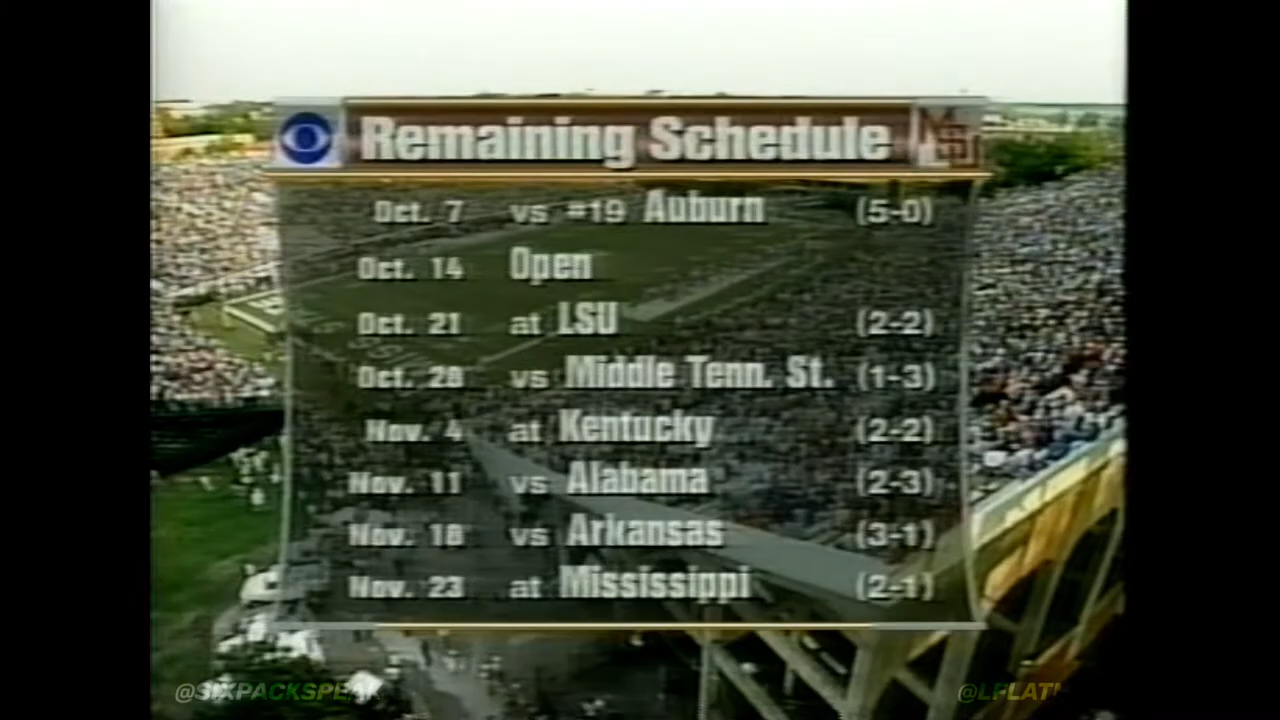 Remaining Schedule MSU
Oct. 7 vs #19 Auburn (5-0)
Oct. 14 Open
Oct. 21 at LSU (2-2)
Oct. 28 vs Middle Tenn. St. (1-3)
Nov. 4 at Kentucky (2-2)
Nov. 11 vs Alabama (2-3)
Nov. 18 vs Arkansas (3-1)
Nov. 23 at Mississippi (2-1)
@SIXPACKSPEAK